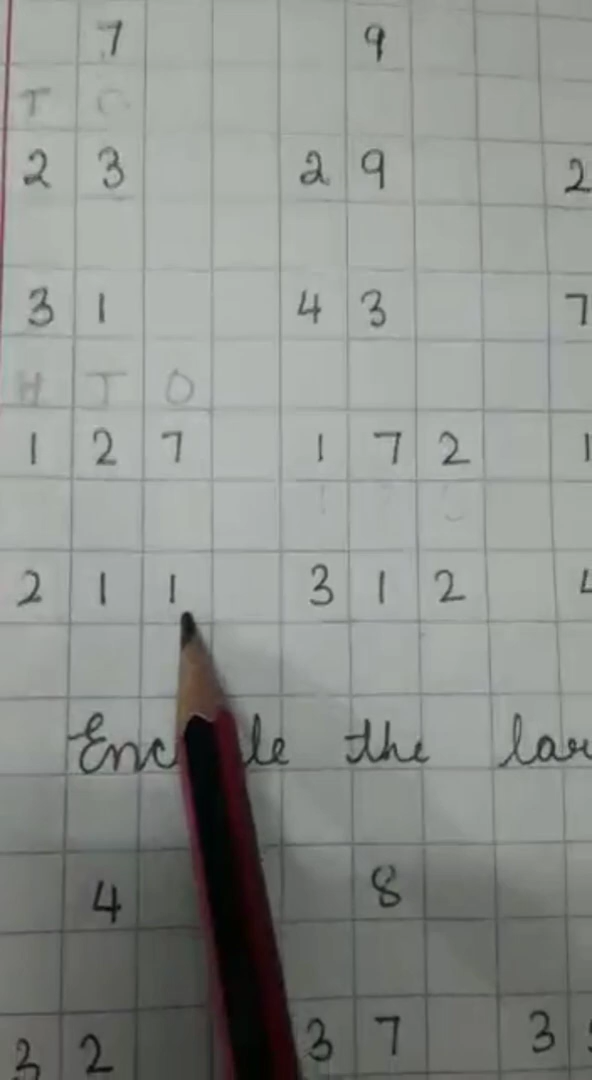 7 9
T O
2 3 2 9 2
3 1 4 3 7
H T O
1 2 7 1 7 2 1
2 1 1 3 1 2
the
4 8
3 2 3 7 3